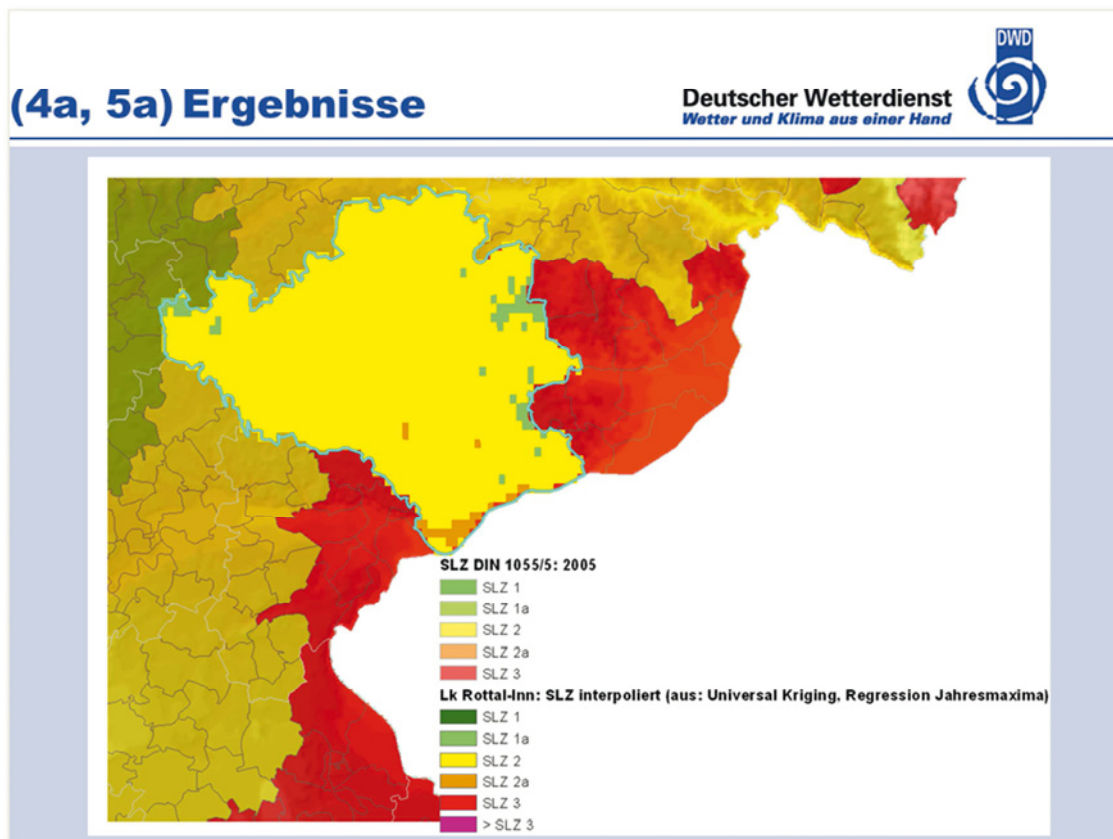 DWD
(4a, 5a) Ergebnisse
Deutscher Wetterdienst
Wetter und Klima aus einer Hand
SLZ DIN 1055/5: 2005
SLZ 1
SLZ 1a
SLZ 2
SLZ 2a
SLZ 3
Lk Rottal-Inn: SLZ interpoliert (aus: Universal Kriging, Regression Jahresmaxima)
SLZ 1
SLZ 1a
SLZ 2
SLZ 2a
SLZ 3
> SLZ 3